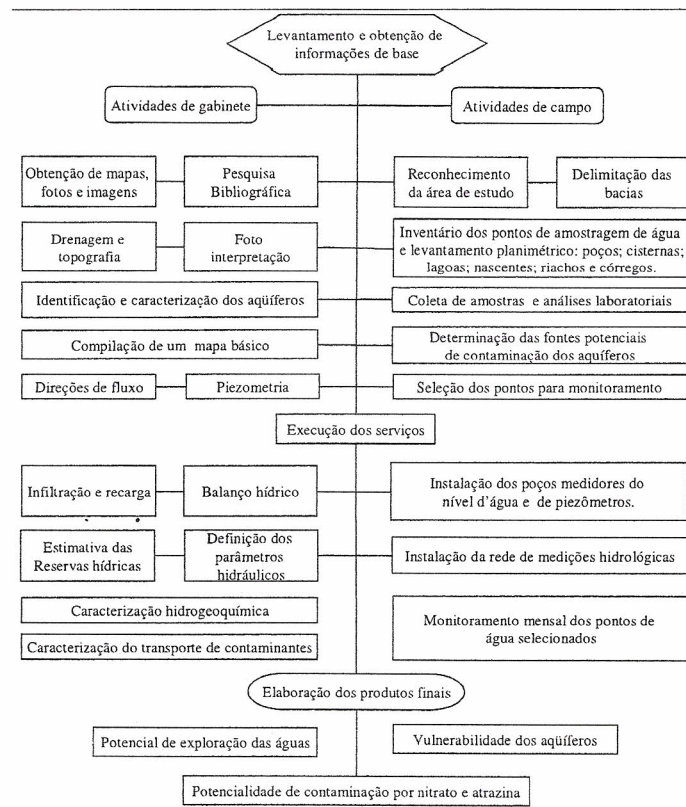 Levantamento e obtenção de
informações de base
Atividades de gabinete
Atividades de campo
Obtenção de mapas,
fotos e imagens
Pesquisa
Bibliográfica
Reconhecimento
da área de estudo
Delimitação das
bacias
Drenagem e
topografia
Foto
interpretação
Inventário dos pontos de amostragem de água
e levantamento planimétrico: poços; cisternas;
lagoas; nascentes; riachos e córregos.
Identificação e caracterização dos aqüíferos
Coleta de amostras e análises laboratoriais
Compilação de um mapa básico
Determinação das fontes potenciais
de contaminação dos aquíferos
Direções de fluxo
Piezometria
Seleção dos pontos para monitoramento
Execução dos serviços
Infiltração e recarga
Balanço hídrico
Instalação dos poços medidores do
nível d'água e de piezômetros.
Estimativa das
Reservas hídricas
Definição dos
parâmetros
hidráulicos
Instalação da rede de medições hidrológicas
Caracterização hidrogeoquímica
Caracterização do transporte de contaminantes
Monitoramento mensal dos pontos de
água selecionados
Elaboração dos produtos finais
Potencial de exploração das águas
Vulnerabilidade dos aqüíferos
Potencialidade de contaminação por nitrato e atrazina